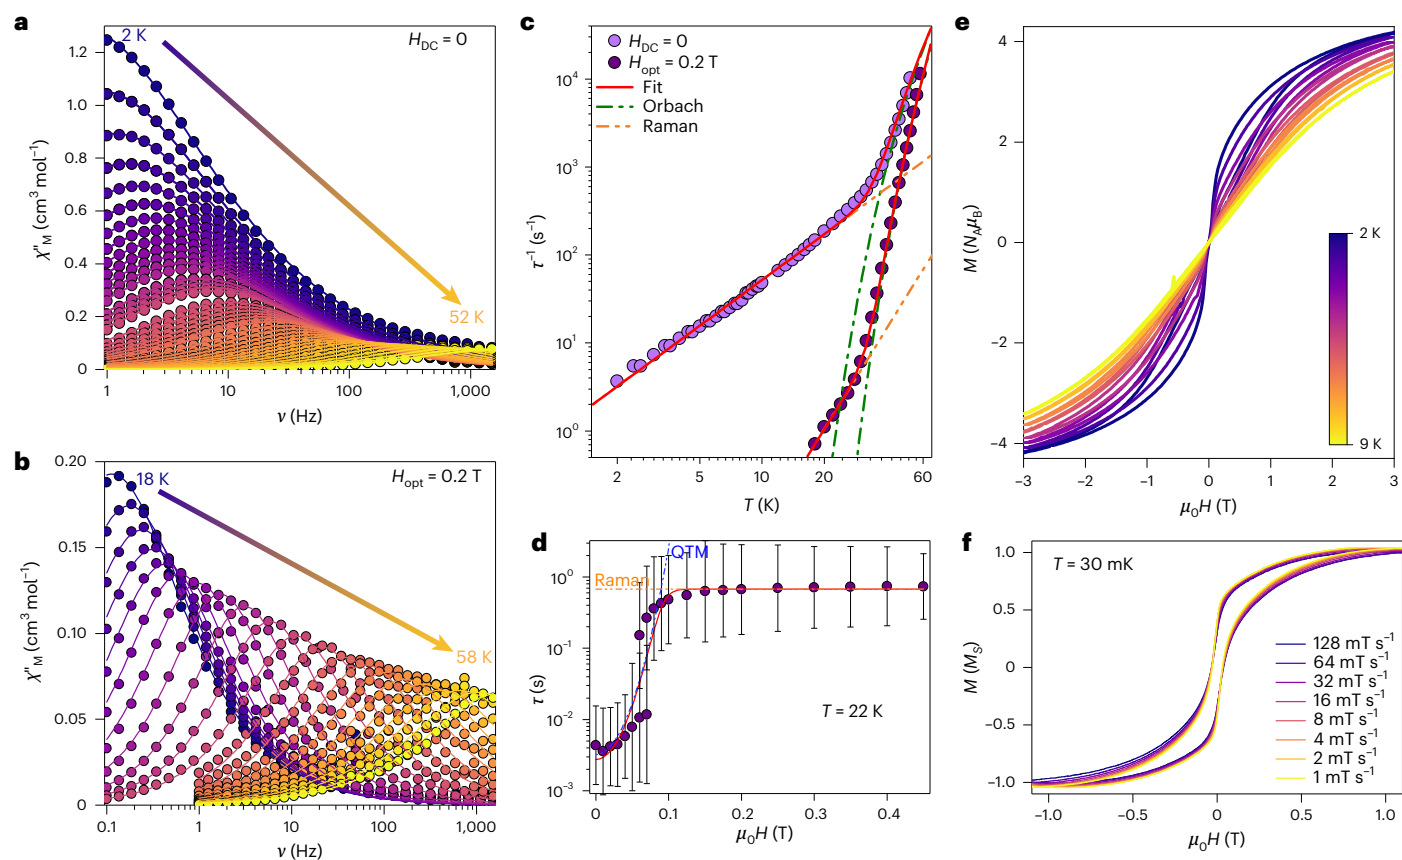 a
1.2
1.0
0.8
0.6
0.4
0.2
0
2 K
H_DC = 0
52 K
1
10
100
1,000
χ″_M (cm³ mol⁻¹)
ν (Hz)
b
0.20
0.15
0.10
0.05
0
18 K
H_opt = 0.2 T
58 K
0.1
1
10
100
1,000
χ″_M (cm³ mol⁻¹)
ν (Hz)
c
H_DC = 0
H_opt = 0.2 T
Fit
Orbach
Raman
10⁴
10³
10²
10¹
10⁰
τ⁻¹ (s⁻¹)
2
5
10
20
60
T (K)
d
QTM
Raman
10⁰
10⁻¹
10⁻²
10⁻³
τ (s)
T = 22 K
0
0.1
0.2
0.3
0.4
μ₀H (T)
e
4
2
0
−2
−4
M (N_Aμ_B)
2 K
9 K
−3
−2
−1
0
1
2
3
μ₀H (T)
f
T = 30 mK
1.0
0.5
0
−0.5
−1.0
M (M_S)
128 mT s⁻¹
64 mT s⁻¹
32 mT s⁻¹
16 mT s⁻¹
8 mT s⁻¹
4 mT s⁻¹
2 mT s⁻¹
1 mT s⁻¹
−1.0
−0.5
0
0.5
1.0
μ₀H (T)